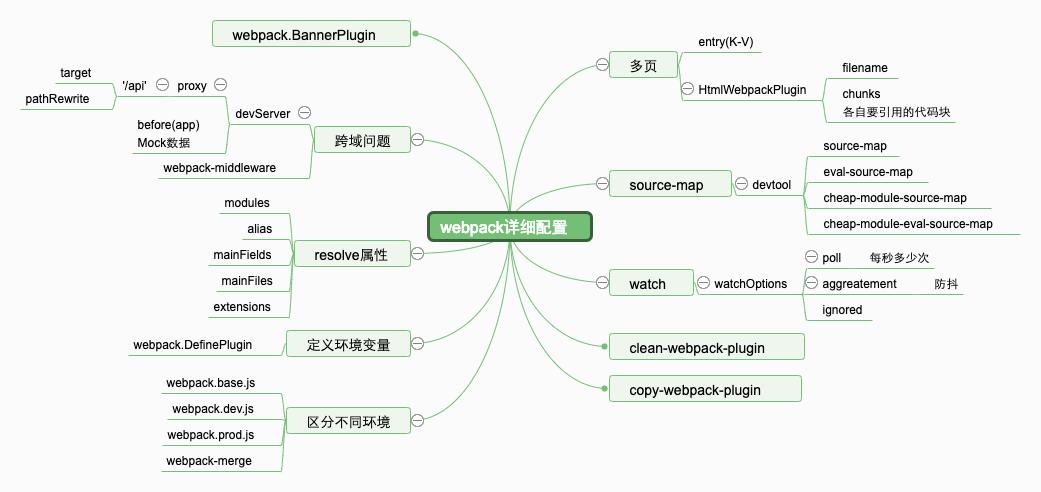 webpack详细配置
多页
entry(K-V)
HtmlWebpackPlugin
filename
chunks
各自要引用的代码块
source-map
devtool
source-map
eval-source-map
cheap-module-source-map
cheap-module-eval-source-map
watch
watchOptions
poll
每秒多少次
aggreatement
防抖
ignored
clean-webpack-plugin
copy-webpack-plugin
webpack.BannerPlugin
跨域问题
devServer
proxy
'/api'
target
pathRewrite
before(app)
Mock数据
webpack-middleware
resolve属性
modules
alias
mainFields
mainFiles
extensions
定义环境变量
webpack.DefinePlugin
区分不同环境
webpack.base.js
webpack.dev.js
webpack.prod.js
webpack-merge